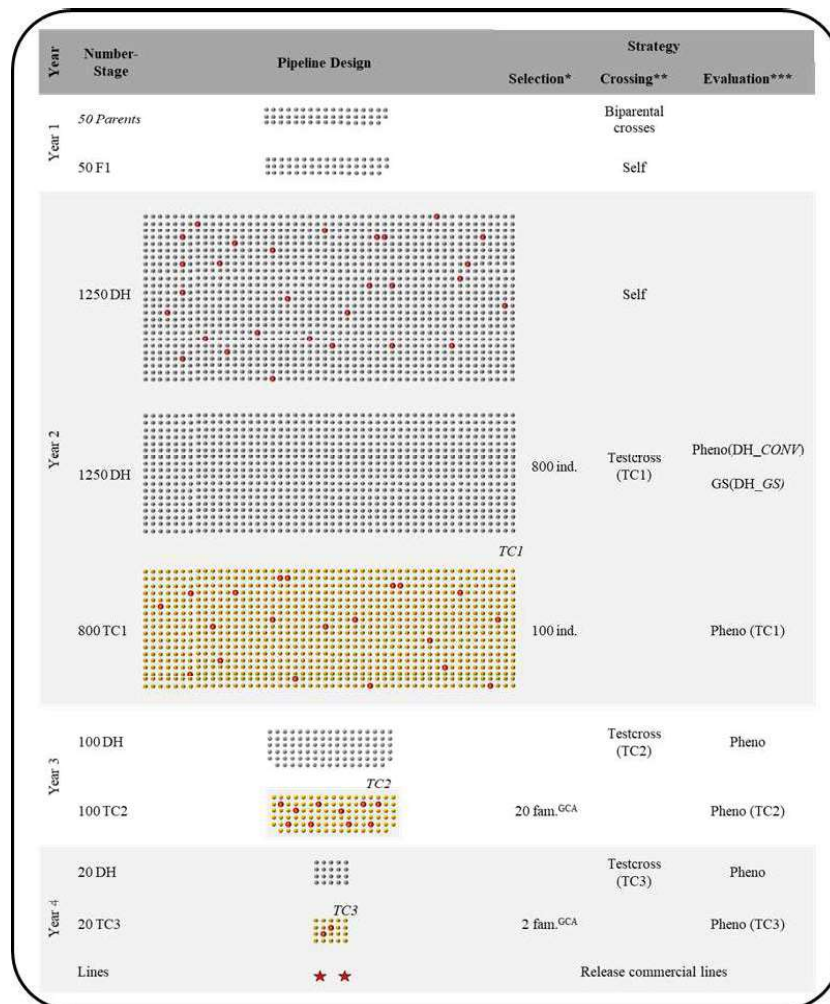 Year
Number-
Stage
Pipeline Design
Strategy
Selection*
Crossing**
Evaluation***
Year 1
50 Parents
Biparental
crosses
50 F1
Self
Year 2
1250 DH
Self
1250 DH
800 ind.
Testcross
(TC1)
Pheno(DH_CONV)
GS(DH_GS)
TC1
800 TC1
100 ind.
Pheno (TC1)
Year 3
100 DH
Testcross
(TC2)
Pheno
TC2
100 TC2
20 fam.GCA
Pheno (TC2)
Year 4
20 DH
Testcross
(TC3)
Pheno
TC3
20 TC3
2 fam.GCA
Pheno (TC3)
Lines
Release commercial lines